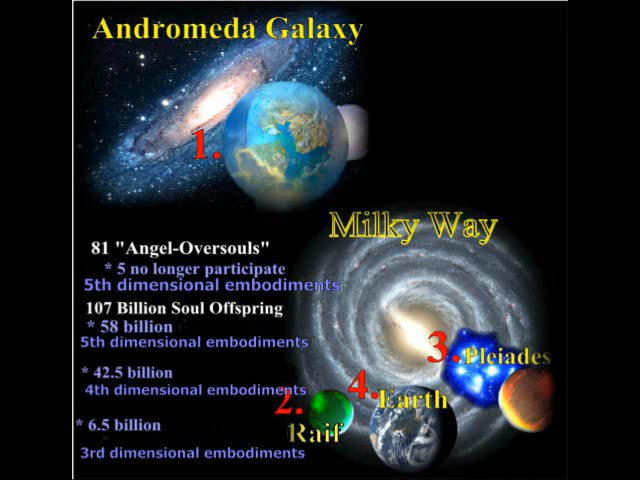 Andromeda Galaxy
1.
Milky Way
81 "Angel-Oversouls"
* 5 no longer participate
5th dimensional embodiments
107 Billion Soul Offspring
* 58 billion
5th dimensional embodiments
3. Pleiades
* 42.5 billion
4th dimensional embodiments
4. Earth
2.
Raif
* 6.5 billion
3rd dimensional embodiments